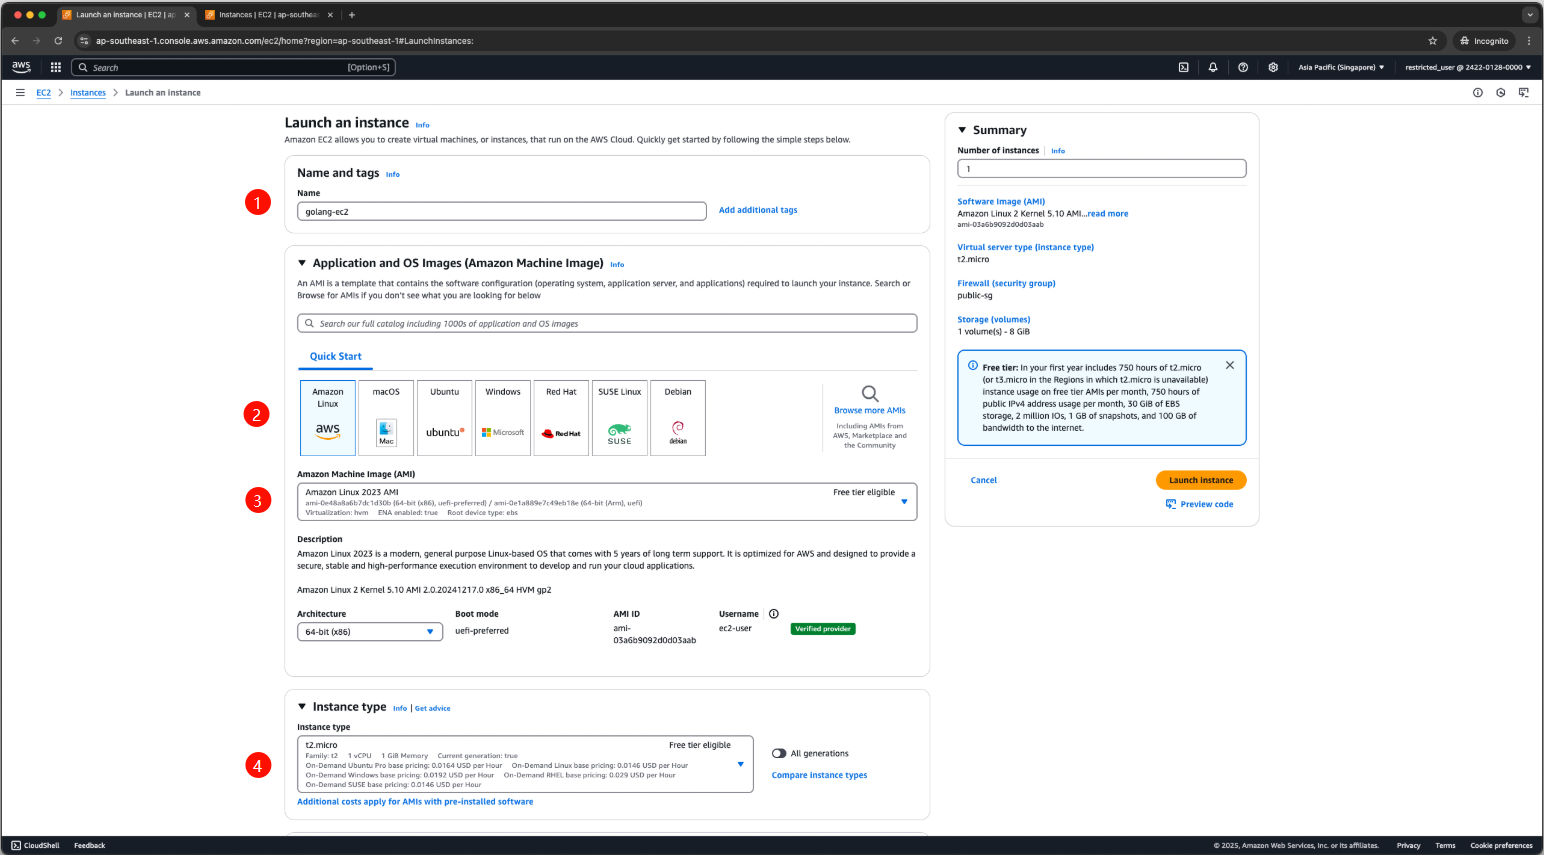 Launch an instance | EC2 | ap
Instances | EC2 | ap-southeas
ap-southeast-1.console.aws.amazon.com/ec2/home?region=ap-southeast-1#LaunchInstances:
Incognito
aws
Search
[Option+S]
Asia Pacific (Singapore)
restricted_user @ 2422-0128-0000
EC2
Instances
Launch an instance
Launch an instance Info
Amazon EC2 allows you to create virtual machines, or instances, that run on the AWS Cloud. Quickly get started by following the simple steps below.
Name and tags Info
1
Name
golang-ec2
Add additional tags
Application and OS Images (Amazon Machine Image) Info
An AMI is a template that contains the software configuration (operating system, application server, and applications) required to launch your instance. Search or
Browse for AMIs if you don't see what you are looking for below
Search our full catalog including 1000s of application and OS images
Quick Start
2
Amazon
Linux
aws
macOS
Mac
Ubuntu
ubuntu
Windows
Microsoft
Red Hat
RedHat
SUSE Linux
SUSE
Debian
debian
Browse more AMIs
Including AMIs from
AWS, Marketplace and
the Community
Amazon Machine Image (AMI)
3
Amazon Linux 2023 AMI
Free tier eligible
ami-0e48a8a6b7dc1d30b (64-bit (x86), uefi-preferred) / ami-0e1a889e7c49eb18e (64-bit (Arm), uefi)
Virtualization: hvm ENA enabled: true Root device type: ebs
Description
Amazon Linux 2023 is a modern, general purpose Linux-based OS that comes with 5 years of long term support. It is optimized for AWS and designed to provide a
secure, stable and high-performance execution environment to develop and run your cloud applications.
Amazon Linux 2 Kernel 5.10 AMI 2.0.20241217.0 x86_64 HVM gp2
Architecture
64-bit (x86)
Boot mode
uefi-preferred
AMI ID
ami-
03a6b9092d0d03aab
Username
ec2-user
Verified provider
Instance type Info | Get advice
Instance type
4
t2.micro
Free tier eligible
Family: t2 1 vCPU 1 GiB Memory Current generation: true
On-Demand Ubuntu Pro base pricing: 0.0164 USD per Hour On-Demand Linux base pricing: 0.0146 USD per Hour
On-Demand Windows base pricing: 0.0192 USD per Hour On-Demand RHEL base pricing: 0.029 USD per Hour
On-Demand SUSE base pricing: 0.0146 USD per Hour
All generations
Compare instance types
Additional costs apply for AMIs with pre-installed software
Summary
Number of instances Info
1
Software Image (AMI)
Amazon Linux 2 Kernel 5.10 AMI...read more
ami-03a6b9092d0d03aab
Virtual server type (instance type)
t2.micro
Firewall (security group)
public-sg
Storage (volumes)
1 volume(s) - 8 GiB
Free tier: In your first year includes 750 hours of t2.micro
(or t3.micro in the Regions in which t2.micro is unavailable)
instance usage on free tier AMIs per month, 750 hours of
public IPv4 address usage per month, 30 GiB of EBS
storage, 2 million IOs, 1 GB of snapshots, and 100 GB of
bandwidth to the internet.
Cancel
Launch instance
Preview code
CloudShell
Feedback
© 2025, Amazon Web Services, Inc. or its affiliates.
Privacy
Terms
Cookie preferences